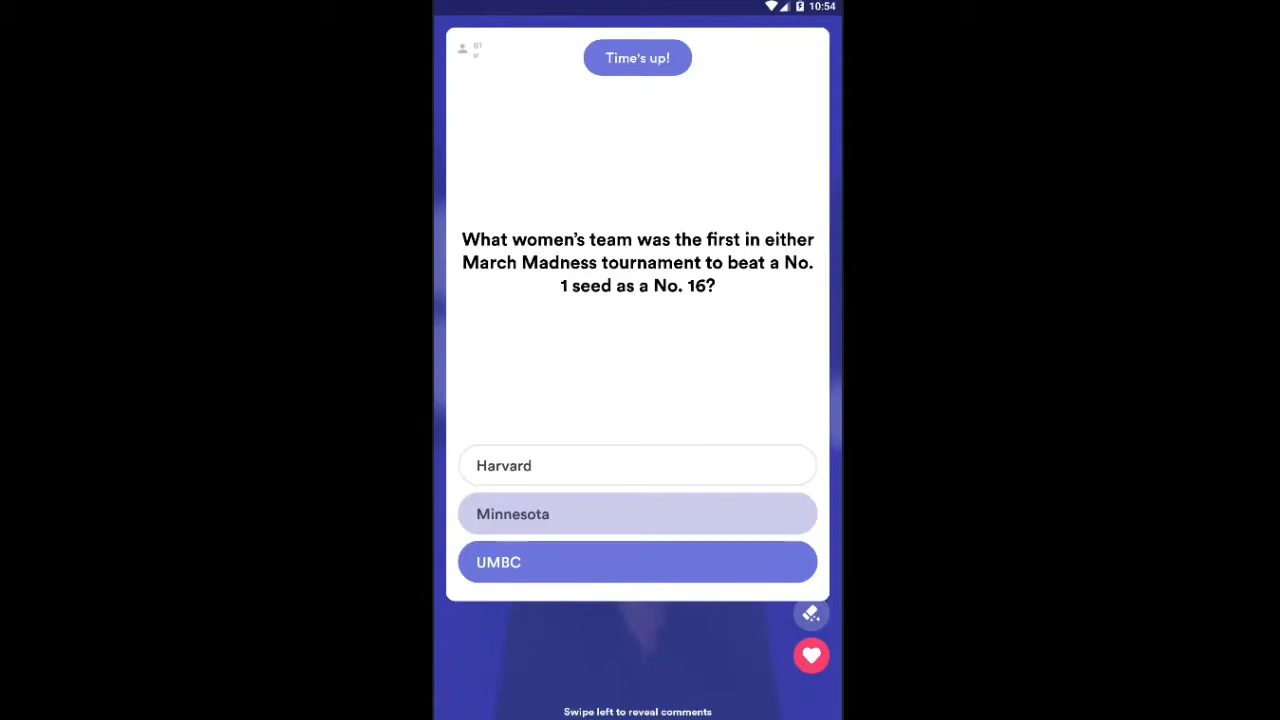 10:54
61
Time's up!
What women's team was the first in either
March Madness tournament to beat a No.
1 seed as a No. 16?
Harvard
Minnesota
UMBC
Swipe left to reveal comments